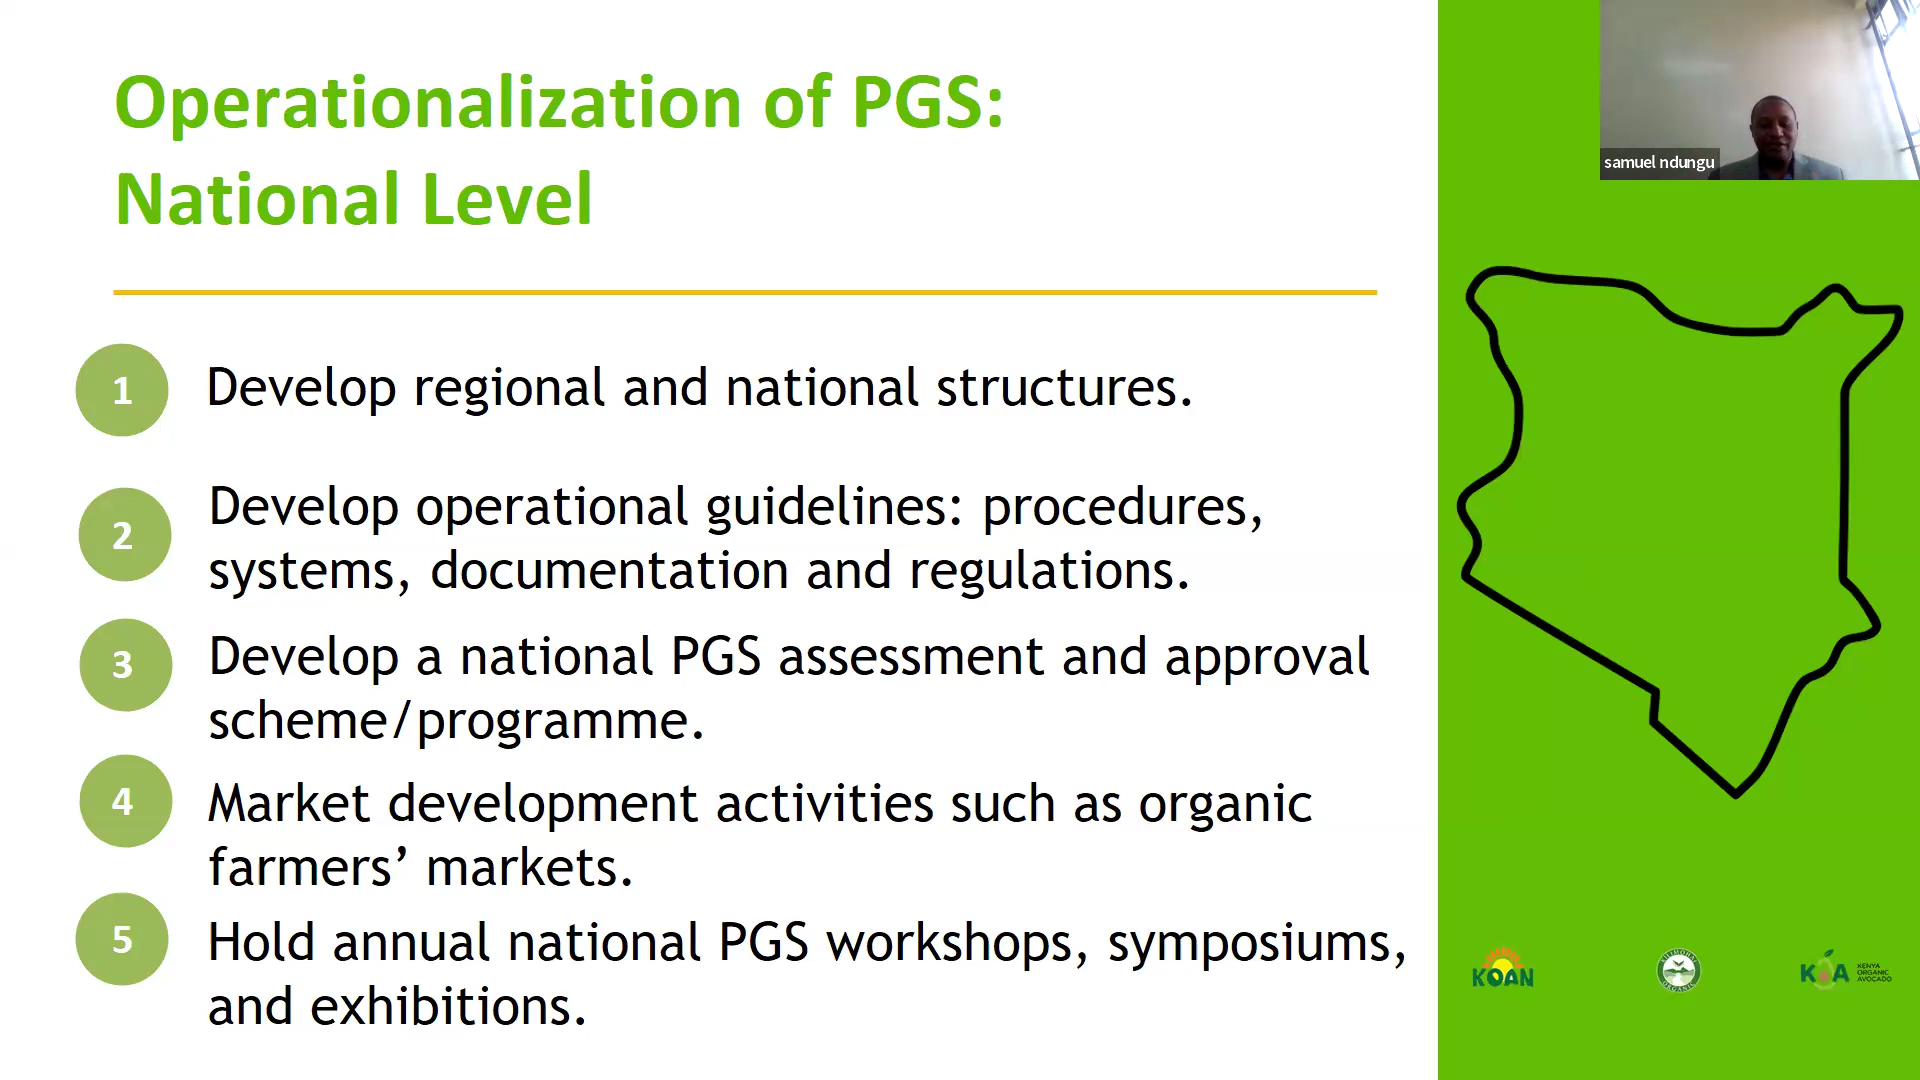 Operationalization of PGS:
National Level
samuel ndungu
1
Develop regional and national structures.
2
Develop operational guidelines: procedures,
systems, documentation and regulations.
3
Develop a national PGS assessment and approval
scheme/programme.
4
Market development activities such as organic
farmers’ markets.
5
Hold annual national PGS workshops, symposiums,
and exhibitions.
KOAN
ORGANIC
KOA
KENYA
ORGANIC
AVOCADO